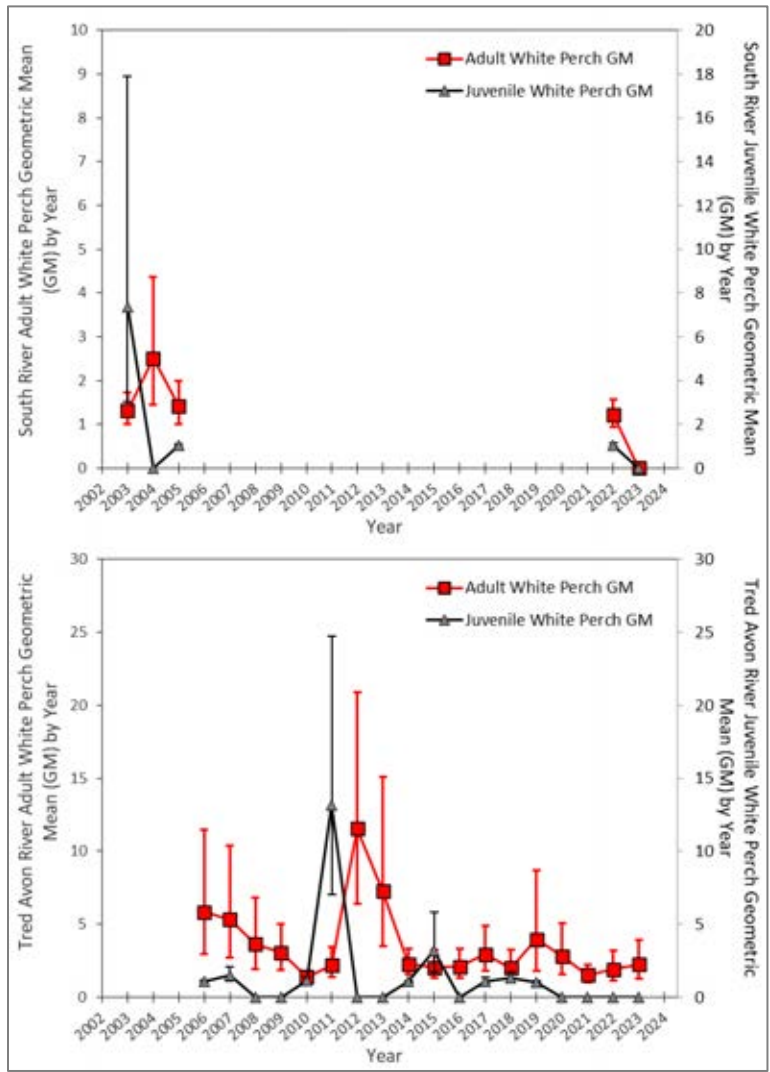 South River Adult White Perch Geometric Mean
(GM) by Year
10
9
8
7
6
5
4
3
2
1
0
Adult White Perch GM
Juvenile White Perch GM
20
18
16
14
12
10
8
6
4
2
0
South River Juvenile White Perch Geometric Mean
(GM) by Year
2002 2003 2004 2005 2006 2007 2008 2009 2010 2011 2012 2013 2014 2015 2016 2017 2018 2019 2020 2021 2022 2023 2024
Year
Tred Avon River Adult White Perch Geometric
Mean (GM) by Year
30
25
20
15
10
5
0
Adult White Perch GM
Juvenile White Perch GM
30
25
20
15
10
5
0
Tred Avon River Juvenile White Perch Geometric
Mean (GM) by Year
2002 2003 2004 2005 2006 2007 2008 2009 2010 2011 2012 2013 2014 2015 2016 2017 2018 2019 2020 2021 2022 2023 2024
Year